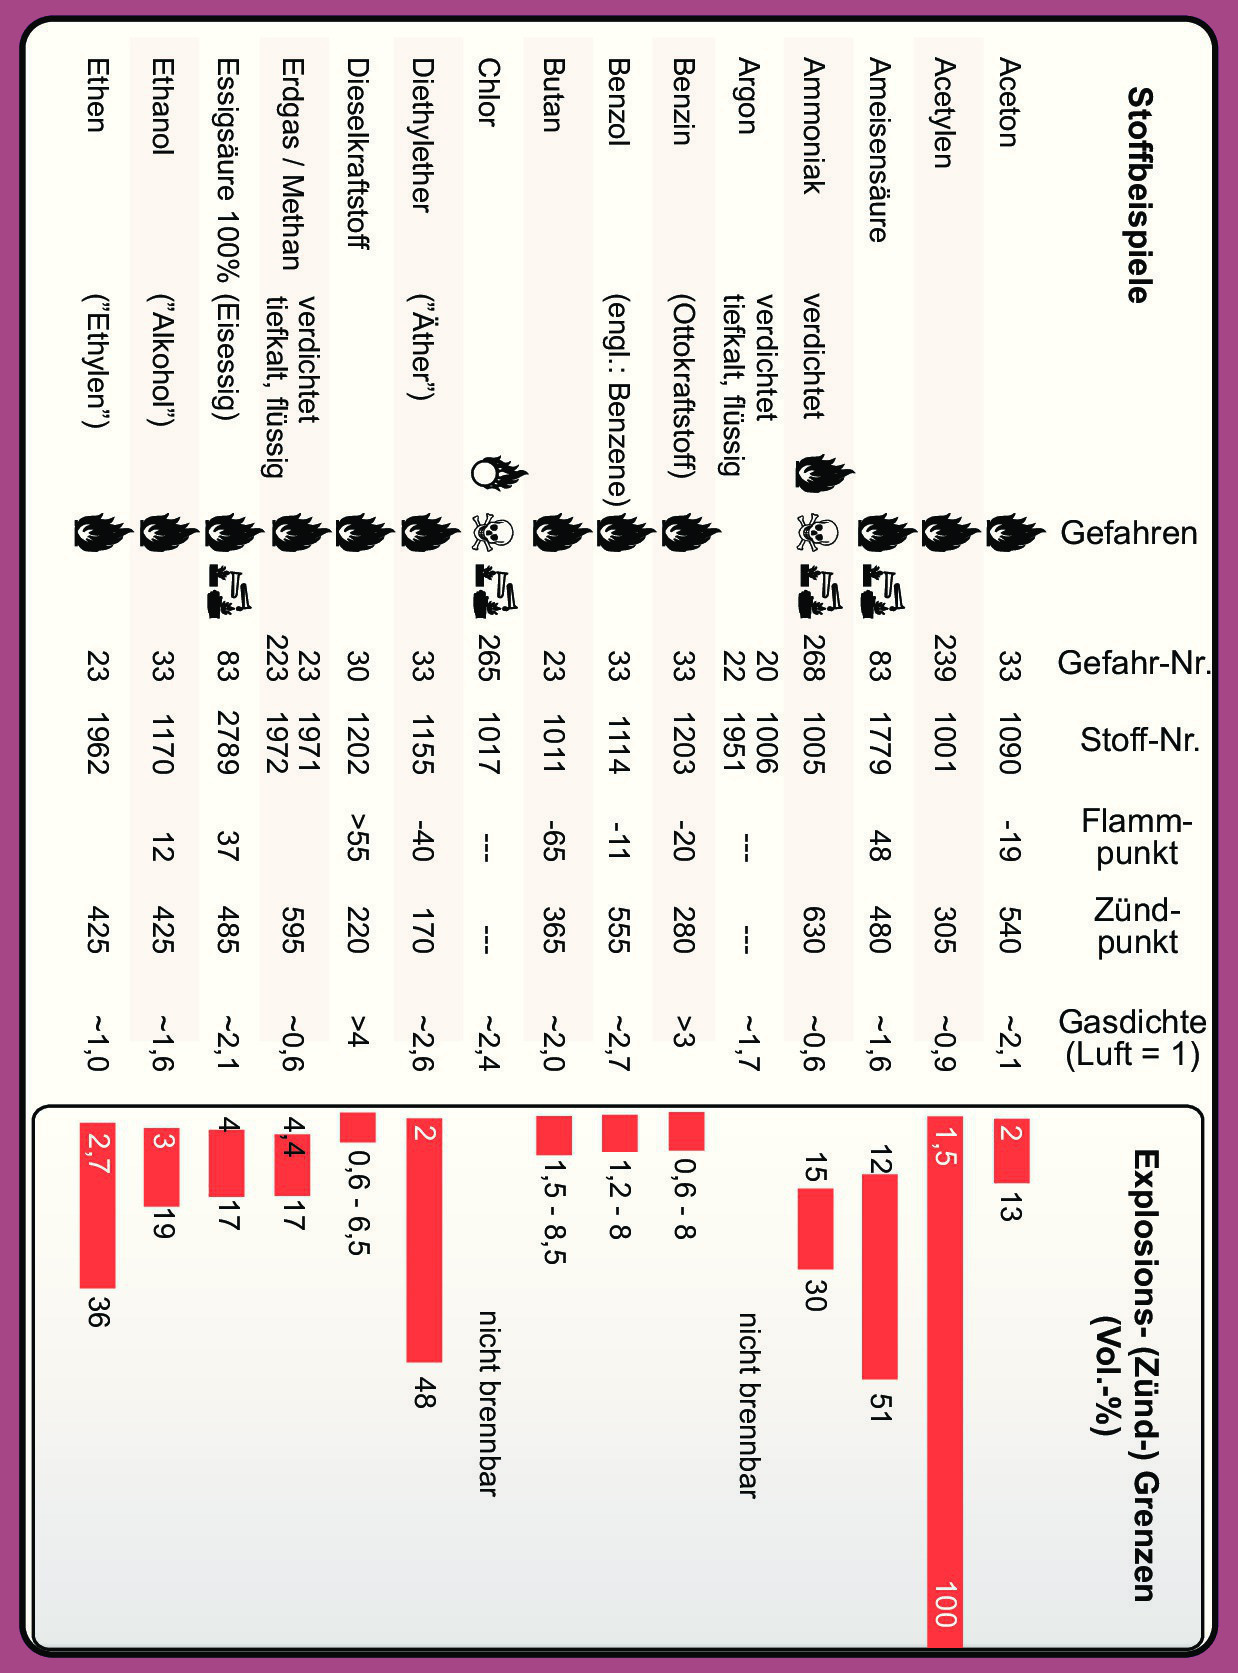 Stoffbeispiele Gefahren Gefahr-Nr. Stoff-Nr. Flamm- Zünd- Gasdichte Explosions- (Zünd-) Grenzen
punkt punkt (Luft = 1) (Vol.-%)
Aceton 33 1090 -19 540 ~2,1 2 13
Acetylen 239 1001 305 ~0,9 1,5 100
Ameisensäure 83 1779 48 480 ~1,6 12 51
Ammoniak verdichtet 268 1005 630 ~0,6 15 30
Argon verdichtet 20 1006 --- --- ~1,7 nicht brennbar
tiefkalt, flüssig 22 1951
Benzin (Ottokraftstoff) 33 1203 -20 280 >3 0,6 - 8
Benzol (engl.: Benzene) 33 1114 -11 555 ~2,7 1,2 - 8
Butan 23 1011 -65 365 ~2,0 1,5 - 8,5
Chlor 265 1017 --- --- ~2,4 nicht brennbar
Diethylether (”Äther”) 33 1155 -40 170 ~2,6 2 48
Dieselkraftstoff 30 1202 >55 220 >4 0,6 - 6,5
Erdgas / Methan verdichtet 23 1971 595 ~0,6 4,4 17
tiefkalt, flüssig 223 1972
Essigsäure 100% (Eisessig) 83 2789 37 485 ~2,1 4 17
Ethanol (”Alkohol”) 33 1170 12 425 ~1,6 3 19
Ethen (”Ethylen”) 23 1962 425 ~1,0 2,7 36